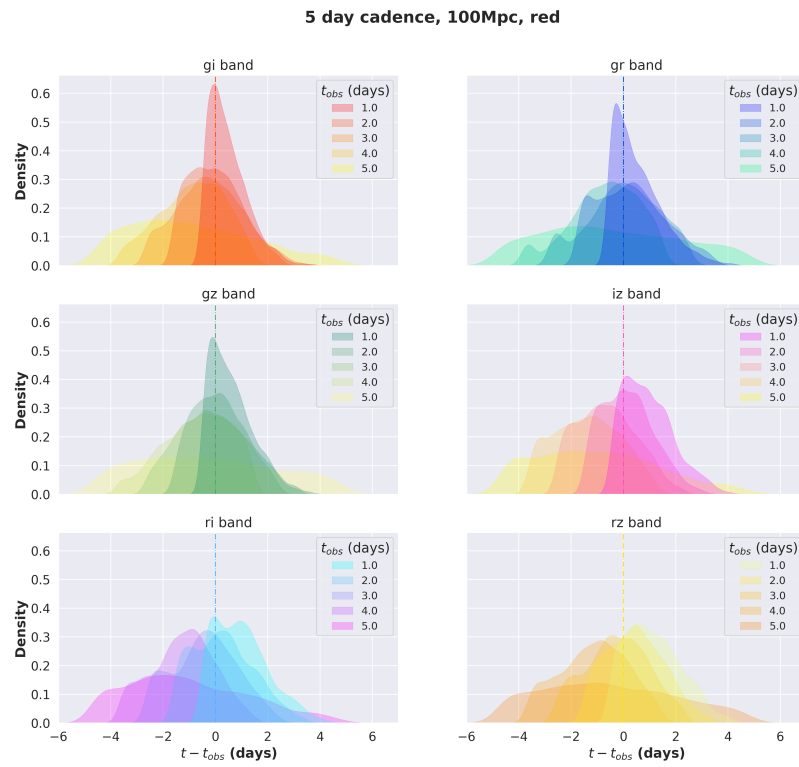 5 day cadence, 100Mpc, red
gi band
gr band
Density
0.6
0.5
0.4
0.3
0.2
0.1
0.0
t_obs (days)
1.0
2.0
3.0
4.0
5.0
t_obs (days)
1.0
2.0
3.0
4.0
5.0
gz band
iz band
Density
0.6
0.5
0.4
0.3
0.2
0.1
0.0
t_obs (days)
1.0
2.0
3.0
4.0
5.0
t_obs (days)
1.0
2.0
3.0
4.0
5.0
ri band
rz band
Density
0.6
0.5
0.4
0.3
0.2
0.1
0.0
t_obs (days)
1.0
2.0
3.0
4.0
5.0
t_obs (days)
1.0
2.0
3.0
4.0
5.0
−6 −4 −2 0 2 4 6
−6 −4 −2 0 2 4 6
t − t_obs (days)
t − t_obs (days)